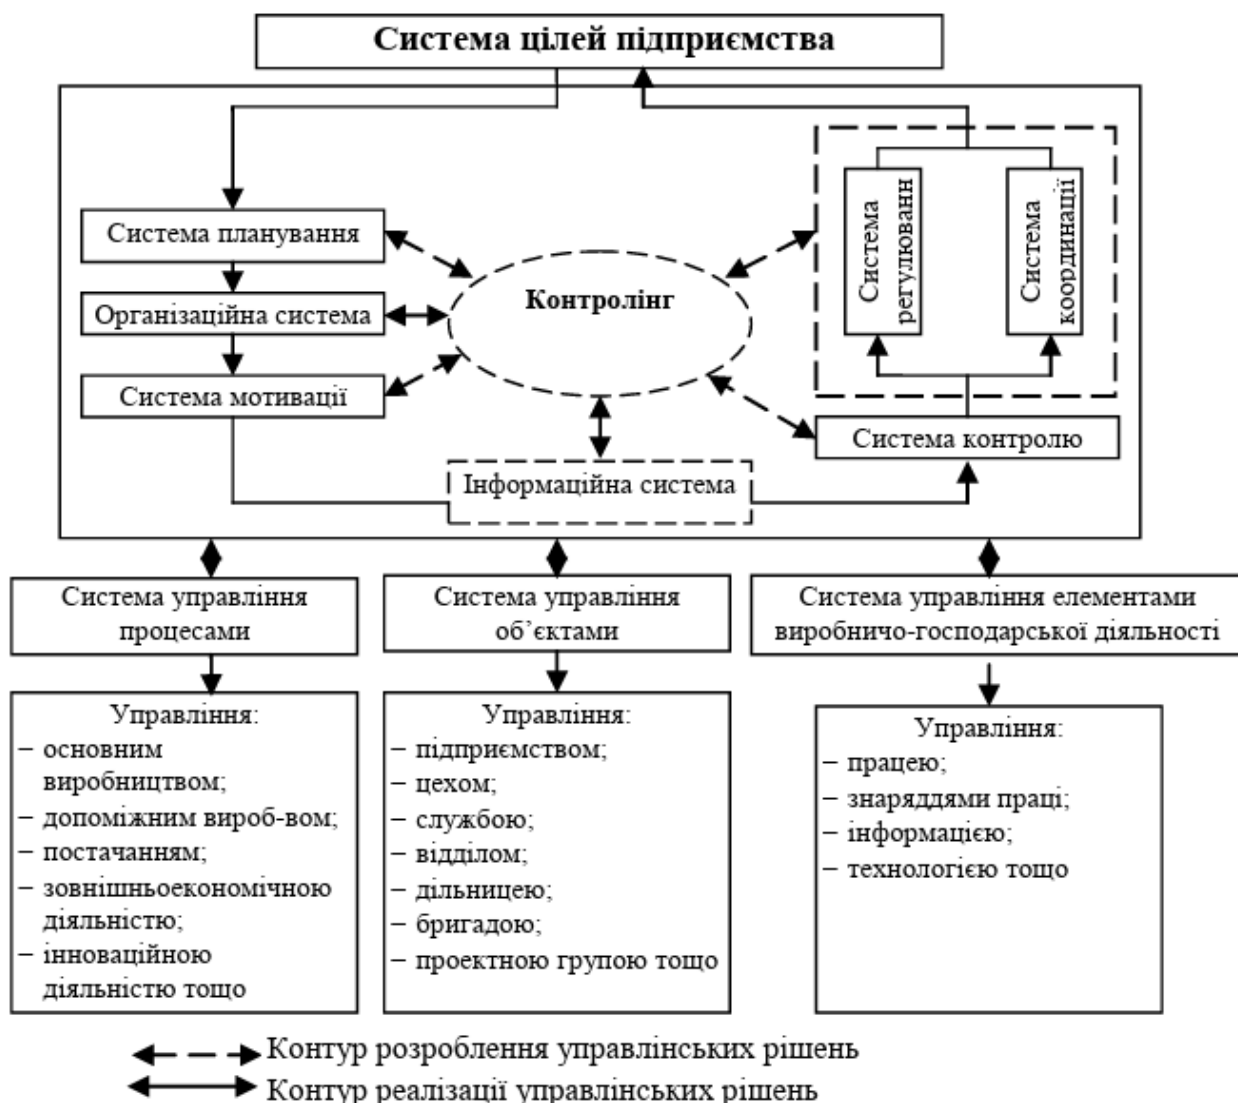 Система цілей підприємства
Система планування
Організаційна система
Система мотивації
Контролінг
Інформаційна система
Система
регулюванн
Система
координації
Система контролю
Система управління
процесами
Система управління
об’єктами
Система управління елементами
виробничо-господарської діяльності
Управління:
– основним
виробництвом;
– допоміжним вироб-вом;
– постачанням;
– зовнішньоекономічною
діяльністю;
– інноваційною
діяльністю тощо
Управління:
– підприємством;
– цехом;
– службою;
– відділом;
– дільницею;
– бригадою;
– проектною групою тощо
Управління:
– працею;
– знаряддями праці;
– інформацією;
– технологією тощо
Контур розроблення управлінських рішень
Контур реалізації управлінських рішень